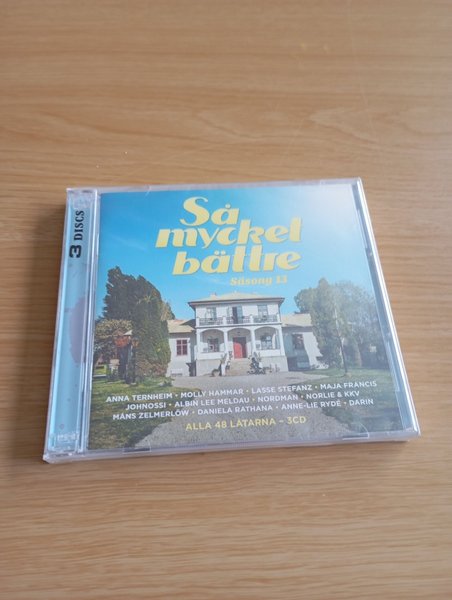 3 DISCS
Så
myckel
bättre
Säsong 13
ANNA TERNHEIM • MOLLY HAMMAR • LASSE STEFANZ • MAJA FRANCIS
JOHNOSSI • ALBIN LEE MELDAU • NORDMAN • NORLIE & KKV
MÅNS ZELMERLÖW • DANIELA RATHANA • ANNE-LIE RYDÉ • DARIN
ALLA 48 LÅTARNA – 3CD